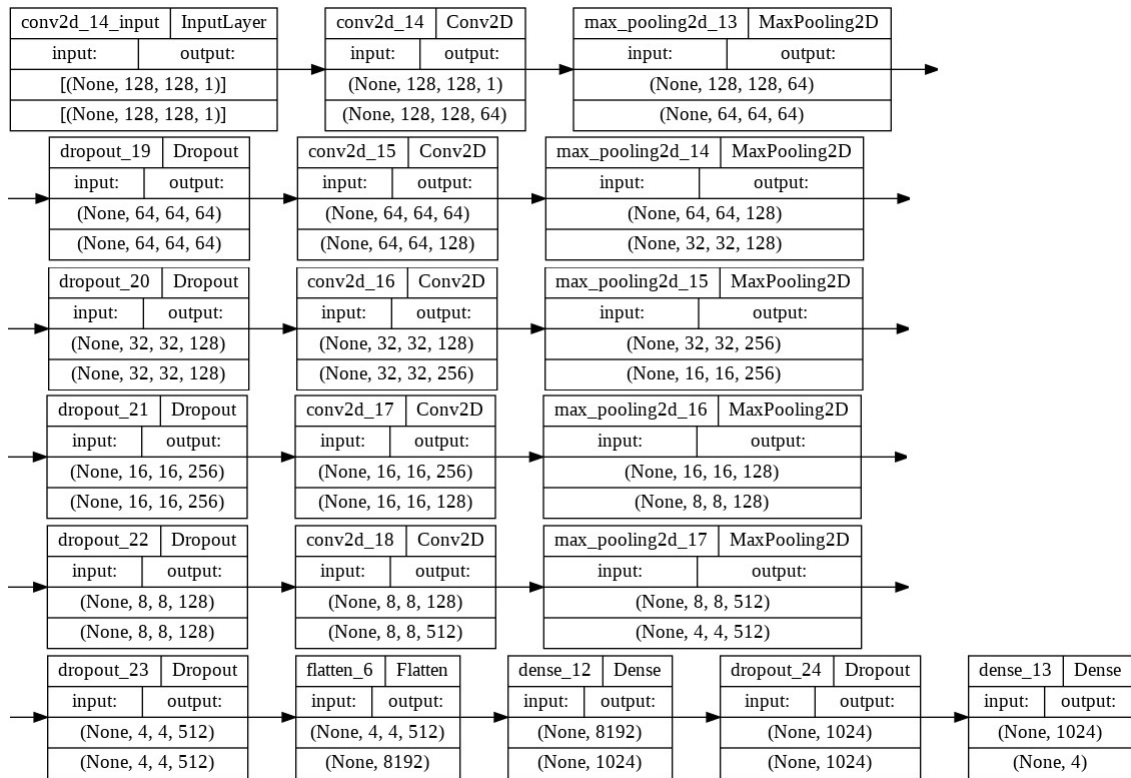 conv2d_14_input InputLayer
input: output:
[(None, 128, 128, 1)]
[(None, 128, 128, 1)]
conv2d_14 Conv2D
input: output:
(None, 128, 128, 1)
(None, 128, 128, 64)
max_pooling2d_13 MaxPooling2D
input: output:
(None, 128, 128, 64)
(None, 64, 64, 64)
dropout_19 Dropout
input: output:
(None, 64, 64, 64)
(None, 64, 64, 64)
conv2d_15 Conv2D
input: output:
(None, 64, 64, 64)
(None, 64, 64, 128)
max_pooling2d_14 MaxPooling2D
input: output:
(None, 64, 64, 128)
(None, 32, 32, 128)
dropout_20 Dropout
input: output:
(None, 32, 32, 128)
(None, 32, 32, 128)
conv2d_16 Conv2D
input: output:
(None, 32, 32, 128)
(None, 32, 32, 256)
max_pooling2d_15 MaxPooling2D
input: output:
(None, 32, 32, 256)
(None, 16, 16, 256)
dropout_21 Dropout
input: output:
(None, 16, 16, 256)
(None, 16, 16, 256)
conv2d_17 Conv2D
input: output:
(None, 16, 16, 256)
(None, 16, 16, 128)
max_pooling2d_16 MaxPooling2D
input: output:
(None, 16, 16, 128)
(None, 8, 8, 128)
dropout_22 Dropout
input: output:
(None, 8, 8, 128)
(None, 8, 8, 128)
conv2d_18 Conv2D
input: output:
(None, 8, 8, 128)
(None, 8, 8, 512)
max_pooling2d_17 MaxPooling2D
input: output:
(None, 8, 8, 512)
(None, 4, 4, 512)
dropout_23 Dropout
input: output:
(None, 4, 4, 512)
(None, 4, 4, 512)
flatten_6 Flatten
input: output:
(None, 4, 4, 512)
(None, 8192)
dense_12 Dense
input: output:
(None, 8192)
(None, 1024)
dropout_24 Dropout
input: output:
(None, 1024)
(None, 1024)
dense_13 Dense
input: output:
(None, 1024)
(None, 4)